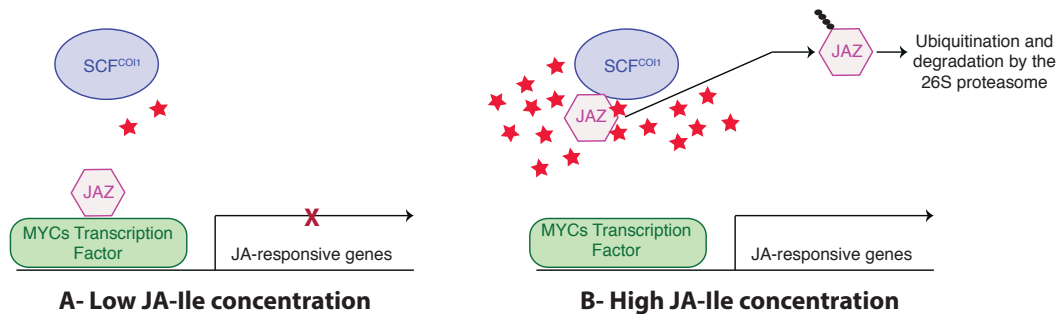 SCF^COI1
JAZ
MYCs Transcription
Factor
X
JA-responsive genes
A- Low JA-Ile concentration
SCF^COI1
JAZ
JAZ
Ubiquitination and
degradation by the
26S proteasome
MYCs Transcription
Factor
JA-responsive genes
B- High JA-Ile concentration